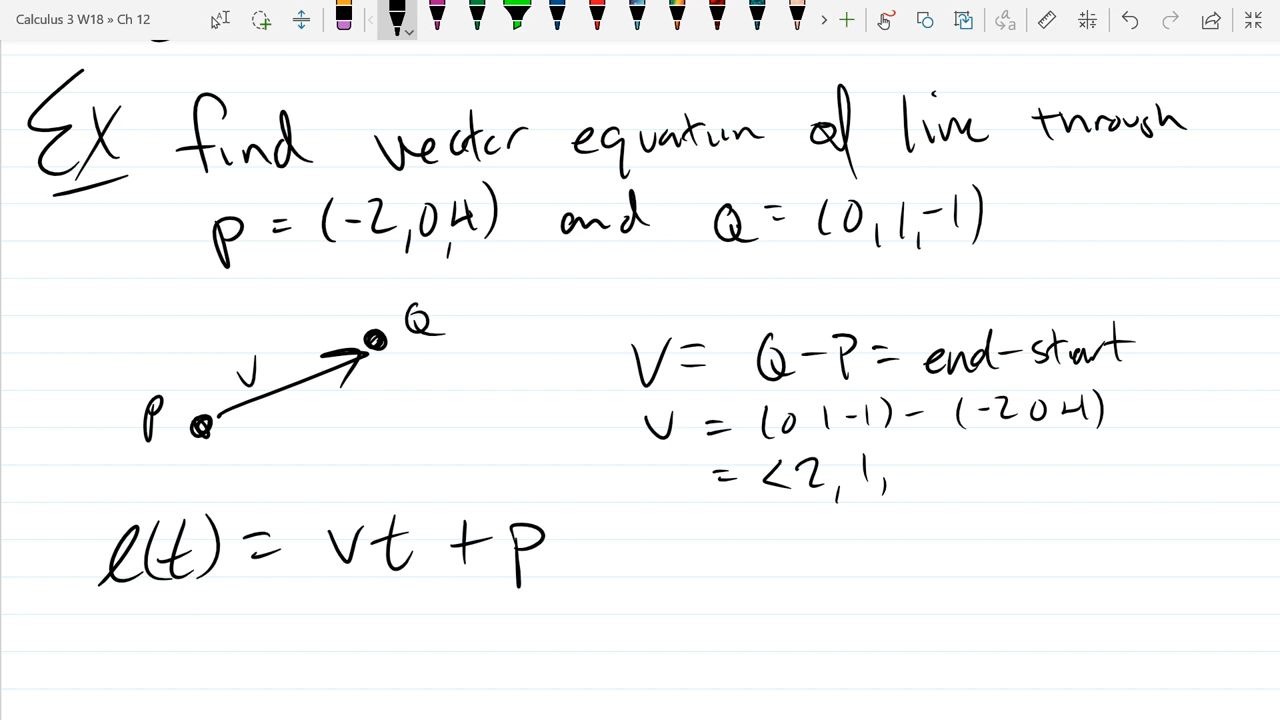 Calculus 3 W18 » Ch 12
Ex find vector equation of line through
P = (-2,0,4) and Q = (0,1,-1)
Q
V
P
V = Q-P = end-start
V = (0 1 -1) - (-2 0 4)
= <2, 1,
l(t) = vt + p